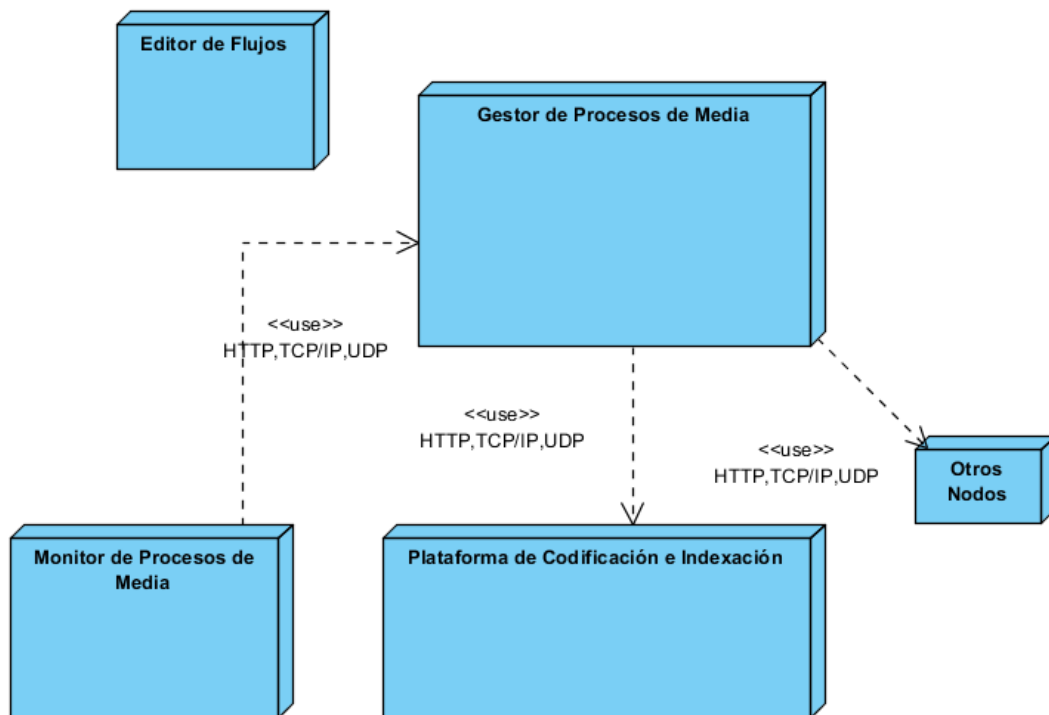 Editor de Flujos
Gestor de Procesos de Media
<<use>>
HTTP,TCP/IP,UDP
<<use>>
HTTP,TCP/IP,UDP
<<use>>
HTTP,TCP/IP,UDP
Otros
Nodos
Monitor de Procesos de
Media
Plataforma de Codificación e Indexación